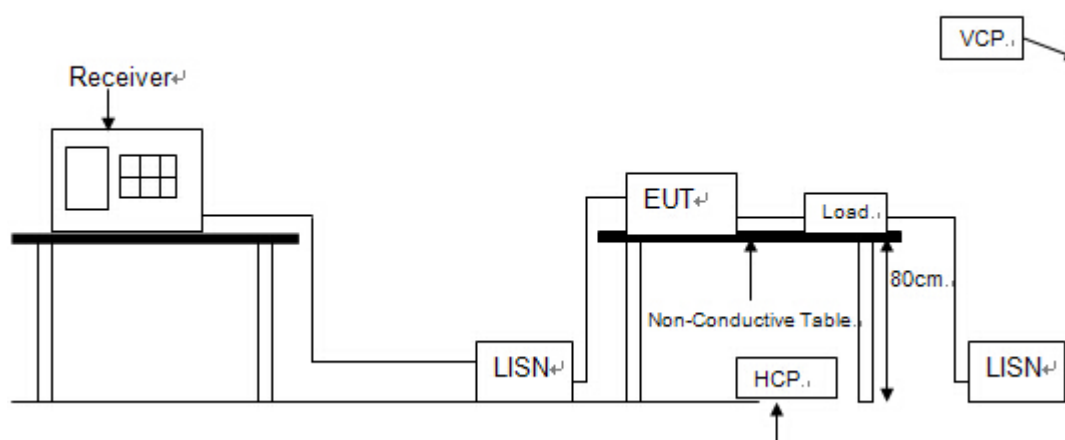 VCP.
Receiver↵
EUT↵
Load.
80cm.
Non-Conductive Table.
LISN↵
HCP.
LISN↵